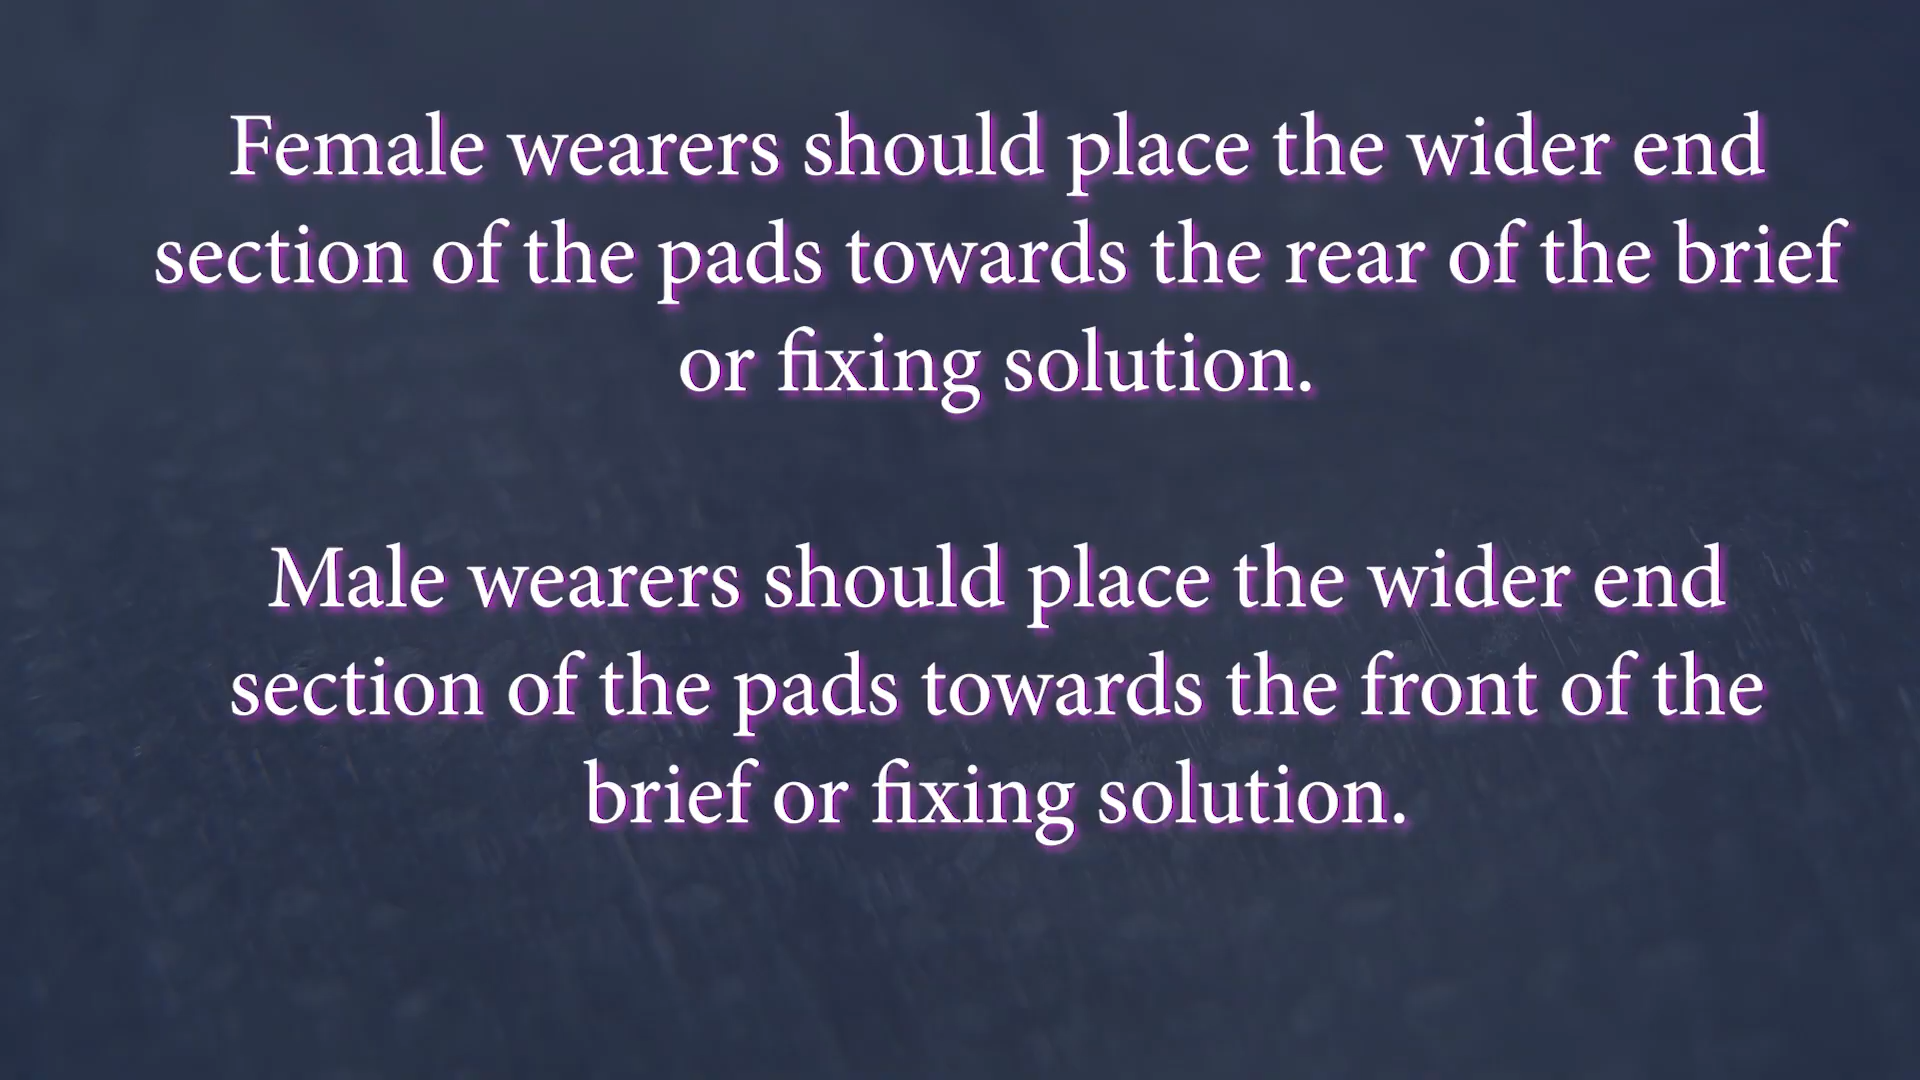 Female wearers should place the wider end
section of the pads towards the rear of the brief
or fixing solution.
Male wearers should place the wider end
section of the pads towards the front of the
brief or fixing solution.